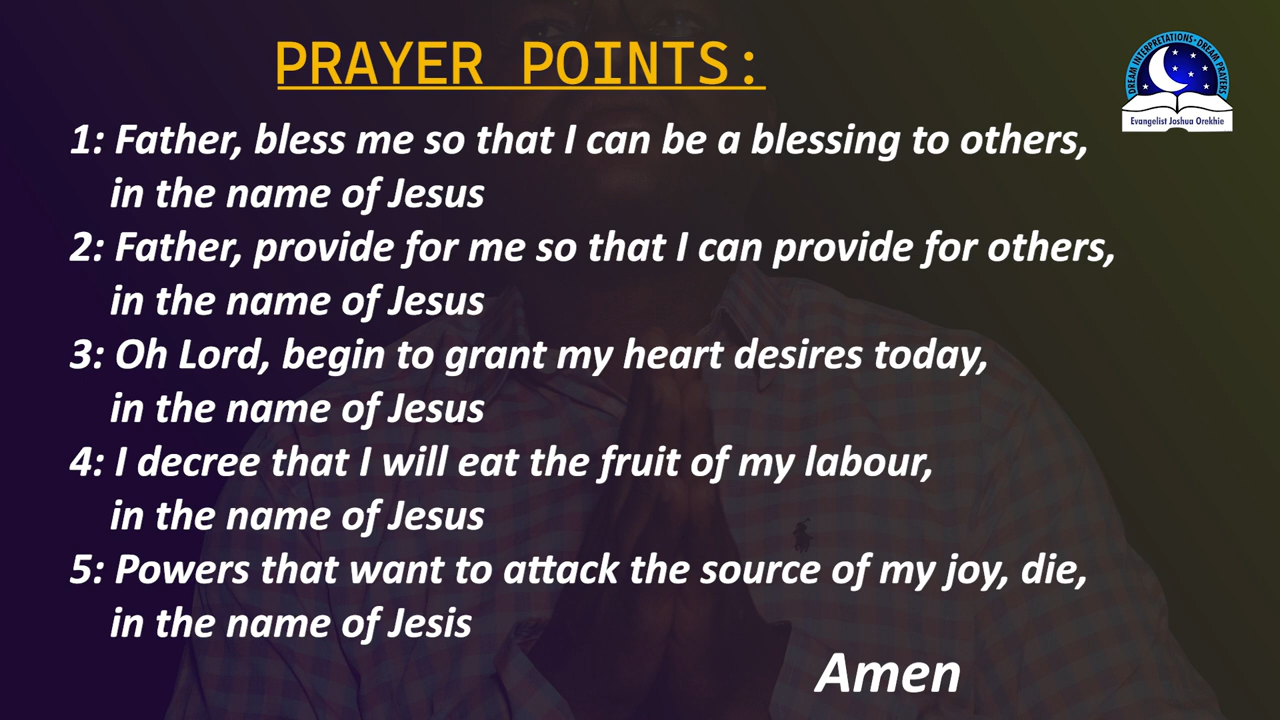 PRAYER POINTS:
DREAM INTERPRETATIONS-DREAM PRAYERS
Evangelist Joshua Orekhie
1: Father, bless me so that I can be a blessing to others,
in the name of Jesus
2: Father, provide for me so that I can provide for others,
in the name of Jesus
3: Oh Lord, begin to grant my heart desires today,
in the name of Jesus
4: I decree that I will eat the fruit of my labour,
in the name of Jesus
5: Powers that want to attack the source of my joy, die,
in the name of Jesis
Amen